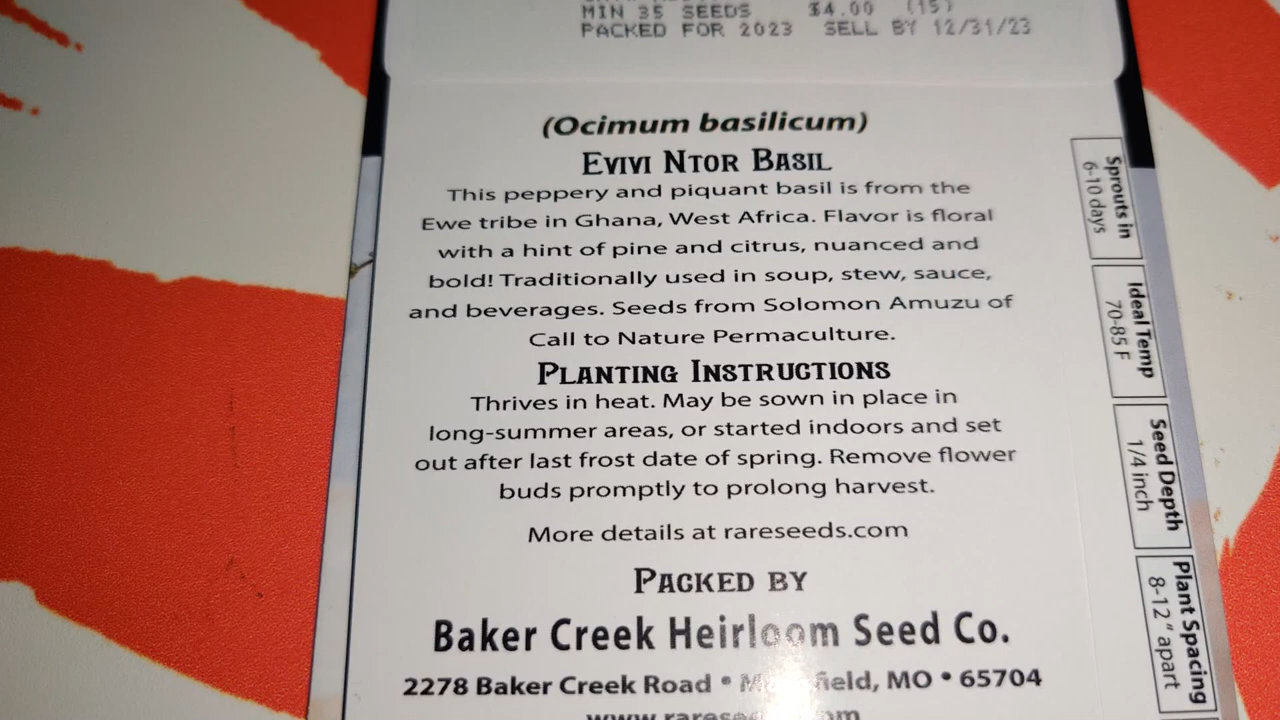 MIN 35 SEEDS $4.00 (15)
PACKED FOR 2023 SELL BY 12/31/23
(Ocimum basilicum)
Evivi Ntor Basil
This peppery and piquant basil is from the
Ewe tribe in Ghana, West Africa. Flavor is floral
with a hint of pine and citrus, nuanced and
bold! Traditionally used in soup, stew, sauce,
and beverages. Seeds from Solomon Amuzu of
Call to Nature Permaculture.
Planting Instructions
Thrives in heat. May be sown in place in
long-summer areas, or started indoors and set
out after last frost date of spring. Remove flower
buds promptly to prolong harvest.
More details at rareseeds.com
Packed by
Baker Creek Heirloom Seed Co.
2278 Baker Creek Road • MO • 65704
Sprouts in
6-10 days
Ideal Temp
70-85 F
Seed Depth
1/4 inch
Plant Spacing
8-12" apart